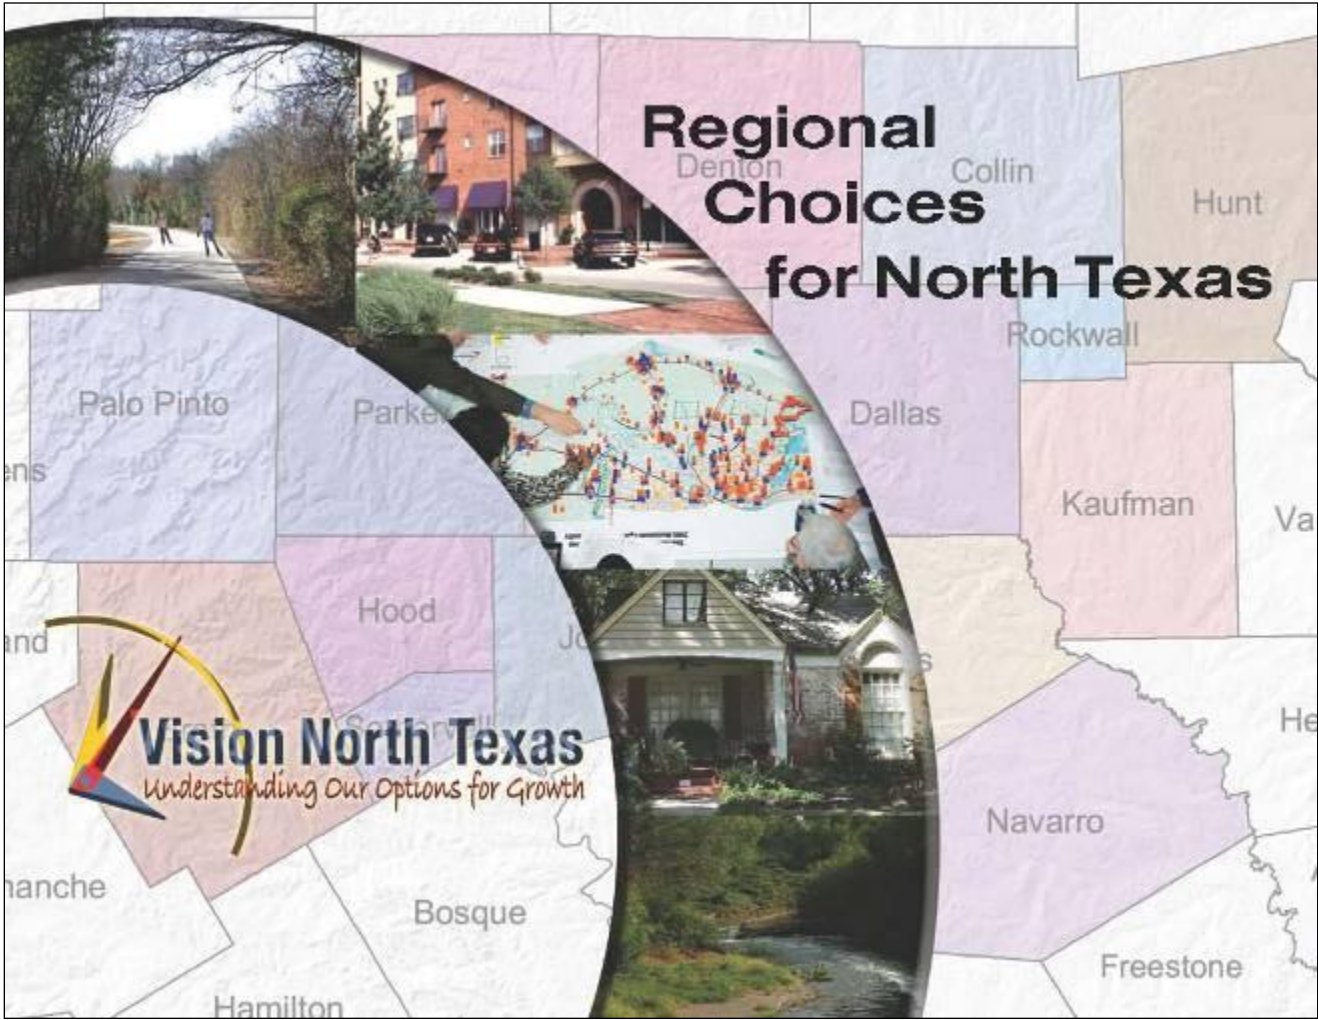 Regional
Denton
Collin
Choices
Hunt
for North Texas
Rockwall
Palo Pinto
Dallas
Kaufman
Hood
Vision North Texas
Understanding Our Options for Growth
Navarro
Bosque
Freestone
Hamilton